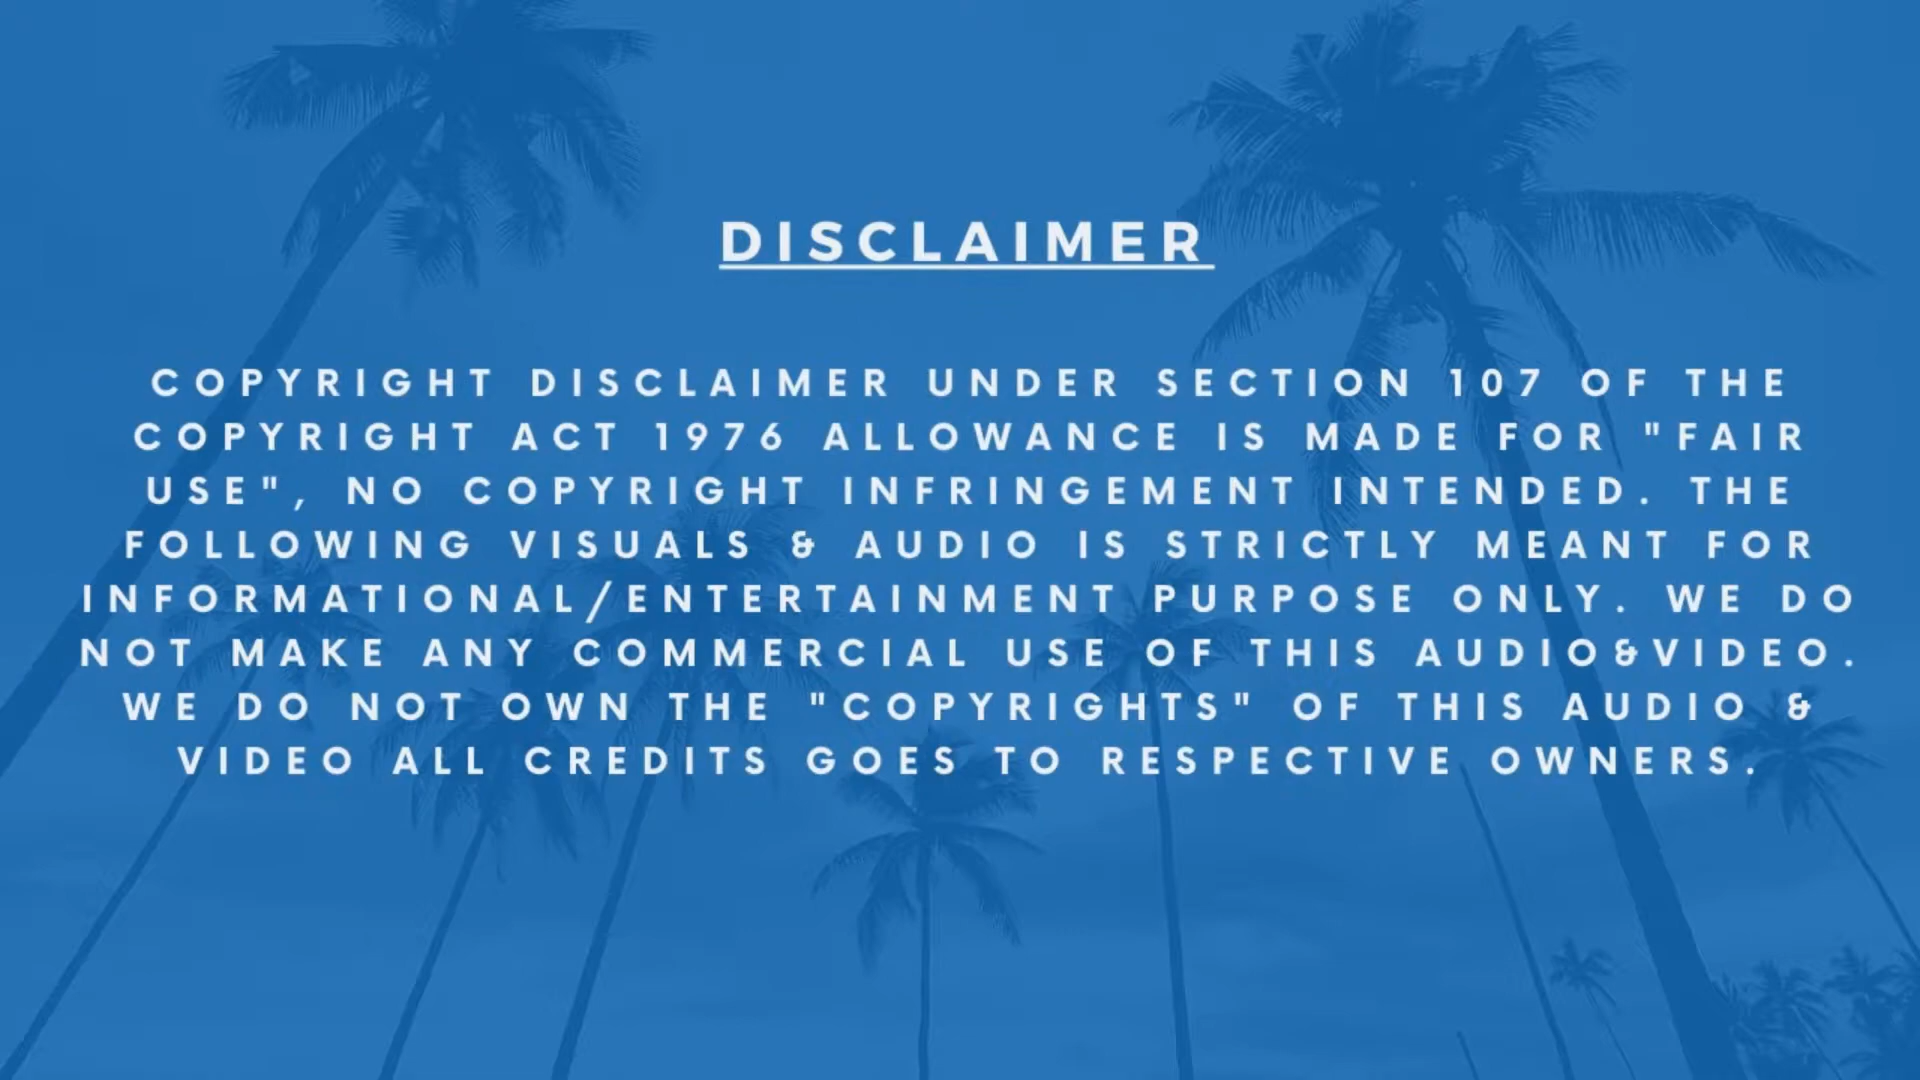 DISCLAIMER
COPYRIGHT DISCLAIMER UNDER SECTION 107 OF THE
COPYRIGHT ACT 1976 ALLOWANCE IS MADE FOR "FAIR
USE", NO COPYRIGHT INFRINGEMENT INTENDED. THE
FOLLOWING VISUALS & AUDIO IS STRICTLY MEANT FOR
INFORMATIONAL/ENTERTAINMENT PURPOSE ONLY. WE DO
NOT MAKE ANY COMMERCIAL USE OF THIS AUDIO&VIDEO.
WE DO NOT OWN THE "COPYRIGHTS" OF THIS AUDIO &
VIDEO ALL CREDITS GOES TO RESPECTIVE OWNERS.